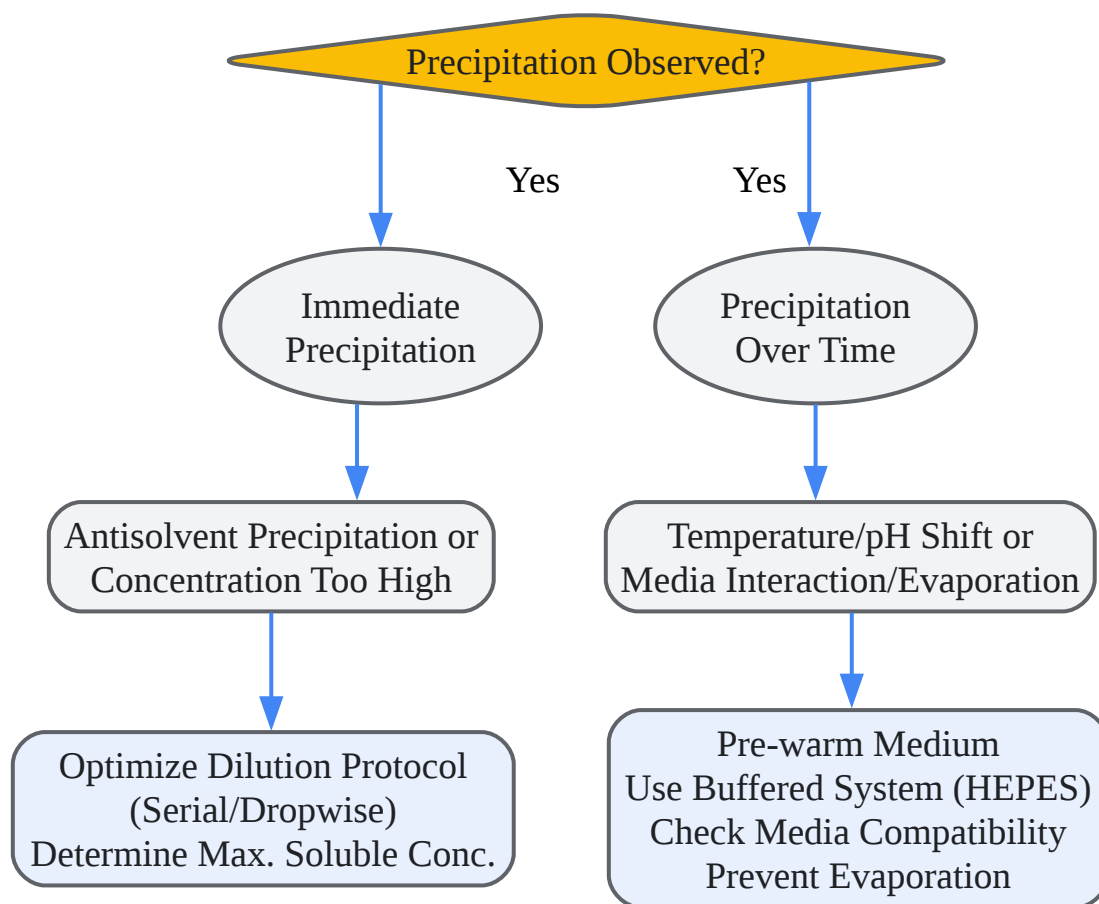 Precipitation Observed?
Yes
Yes
Immediate
Precipitation
Precipitation
Over Time
Antisolvent Precipitation or
Concentration Too High
Temperature/pH Shift or
Media Interaction/Evaporation
Optimize Dilution Protocol
(Serial/Dropwise)
Determine Max. Soluble Conc.
Pre-warm Medium
Use Buffered System (HEPES)
Check Media Compatibility
Prevent Evaporation